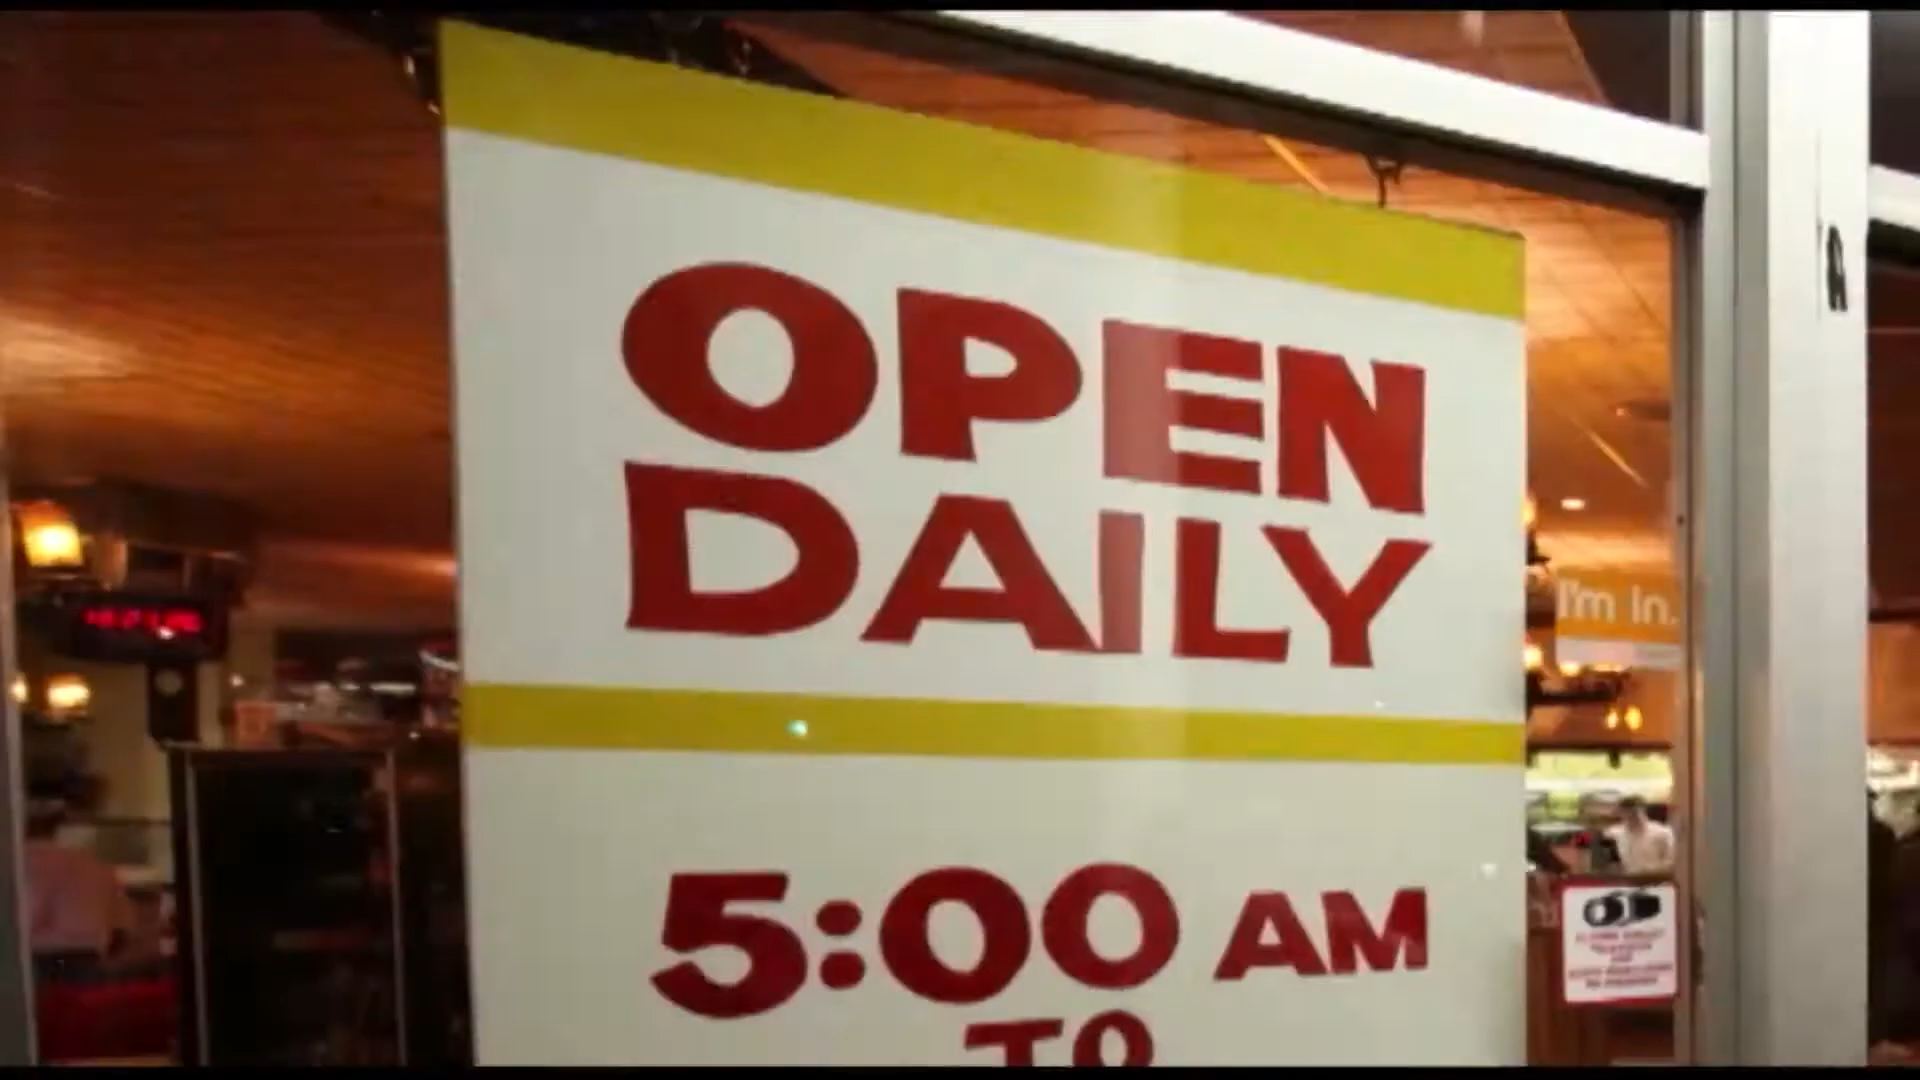 OPEN
DAILY
5:00 AM
TO
I'm In.